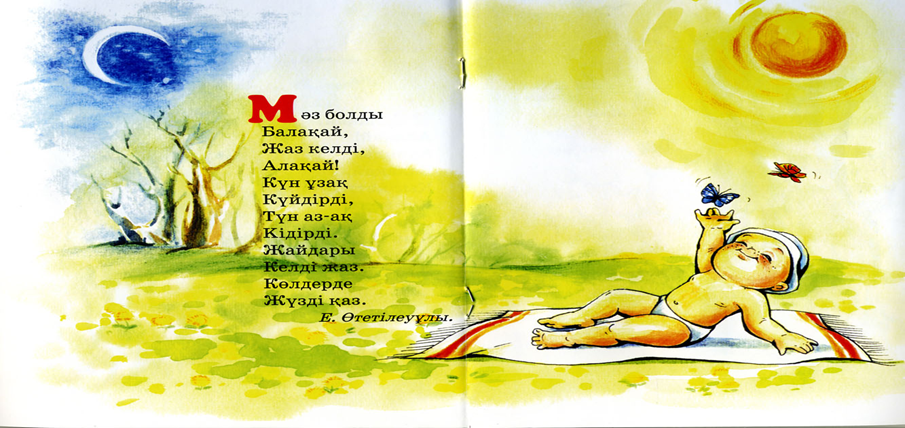 Мәз болды
Балақай,
Жаз келді,
Алақай!
Күн ұзақ
Күйдірді,
Түн аз-ақ
Кідірді.
Жайдары
Келді жаз.
Көлдерде
Жүзді қаз.
Е. Өтетілеуұлы.